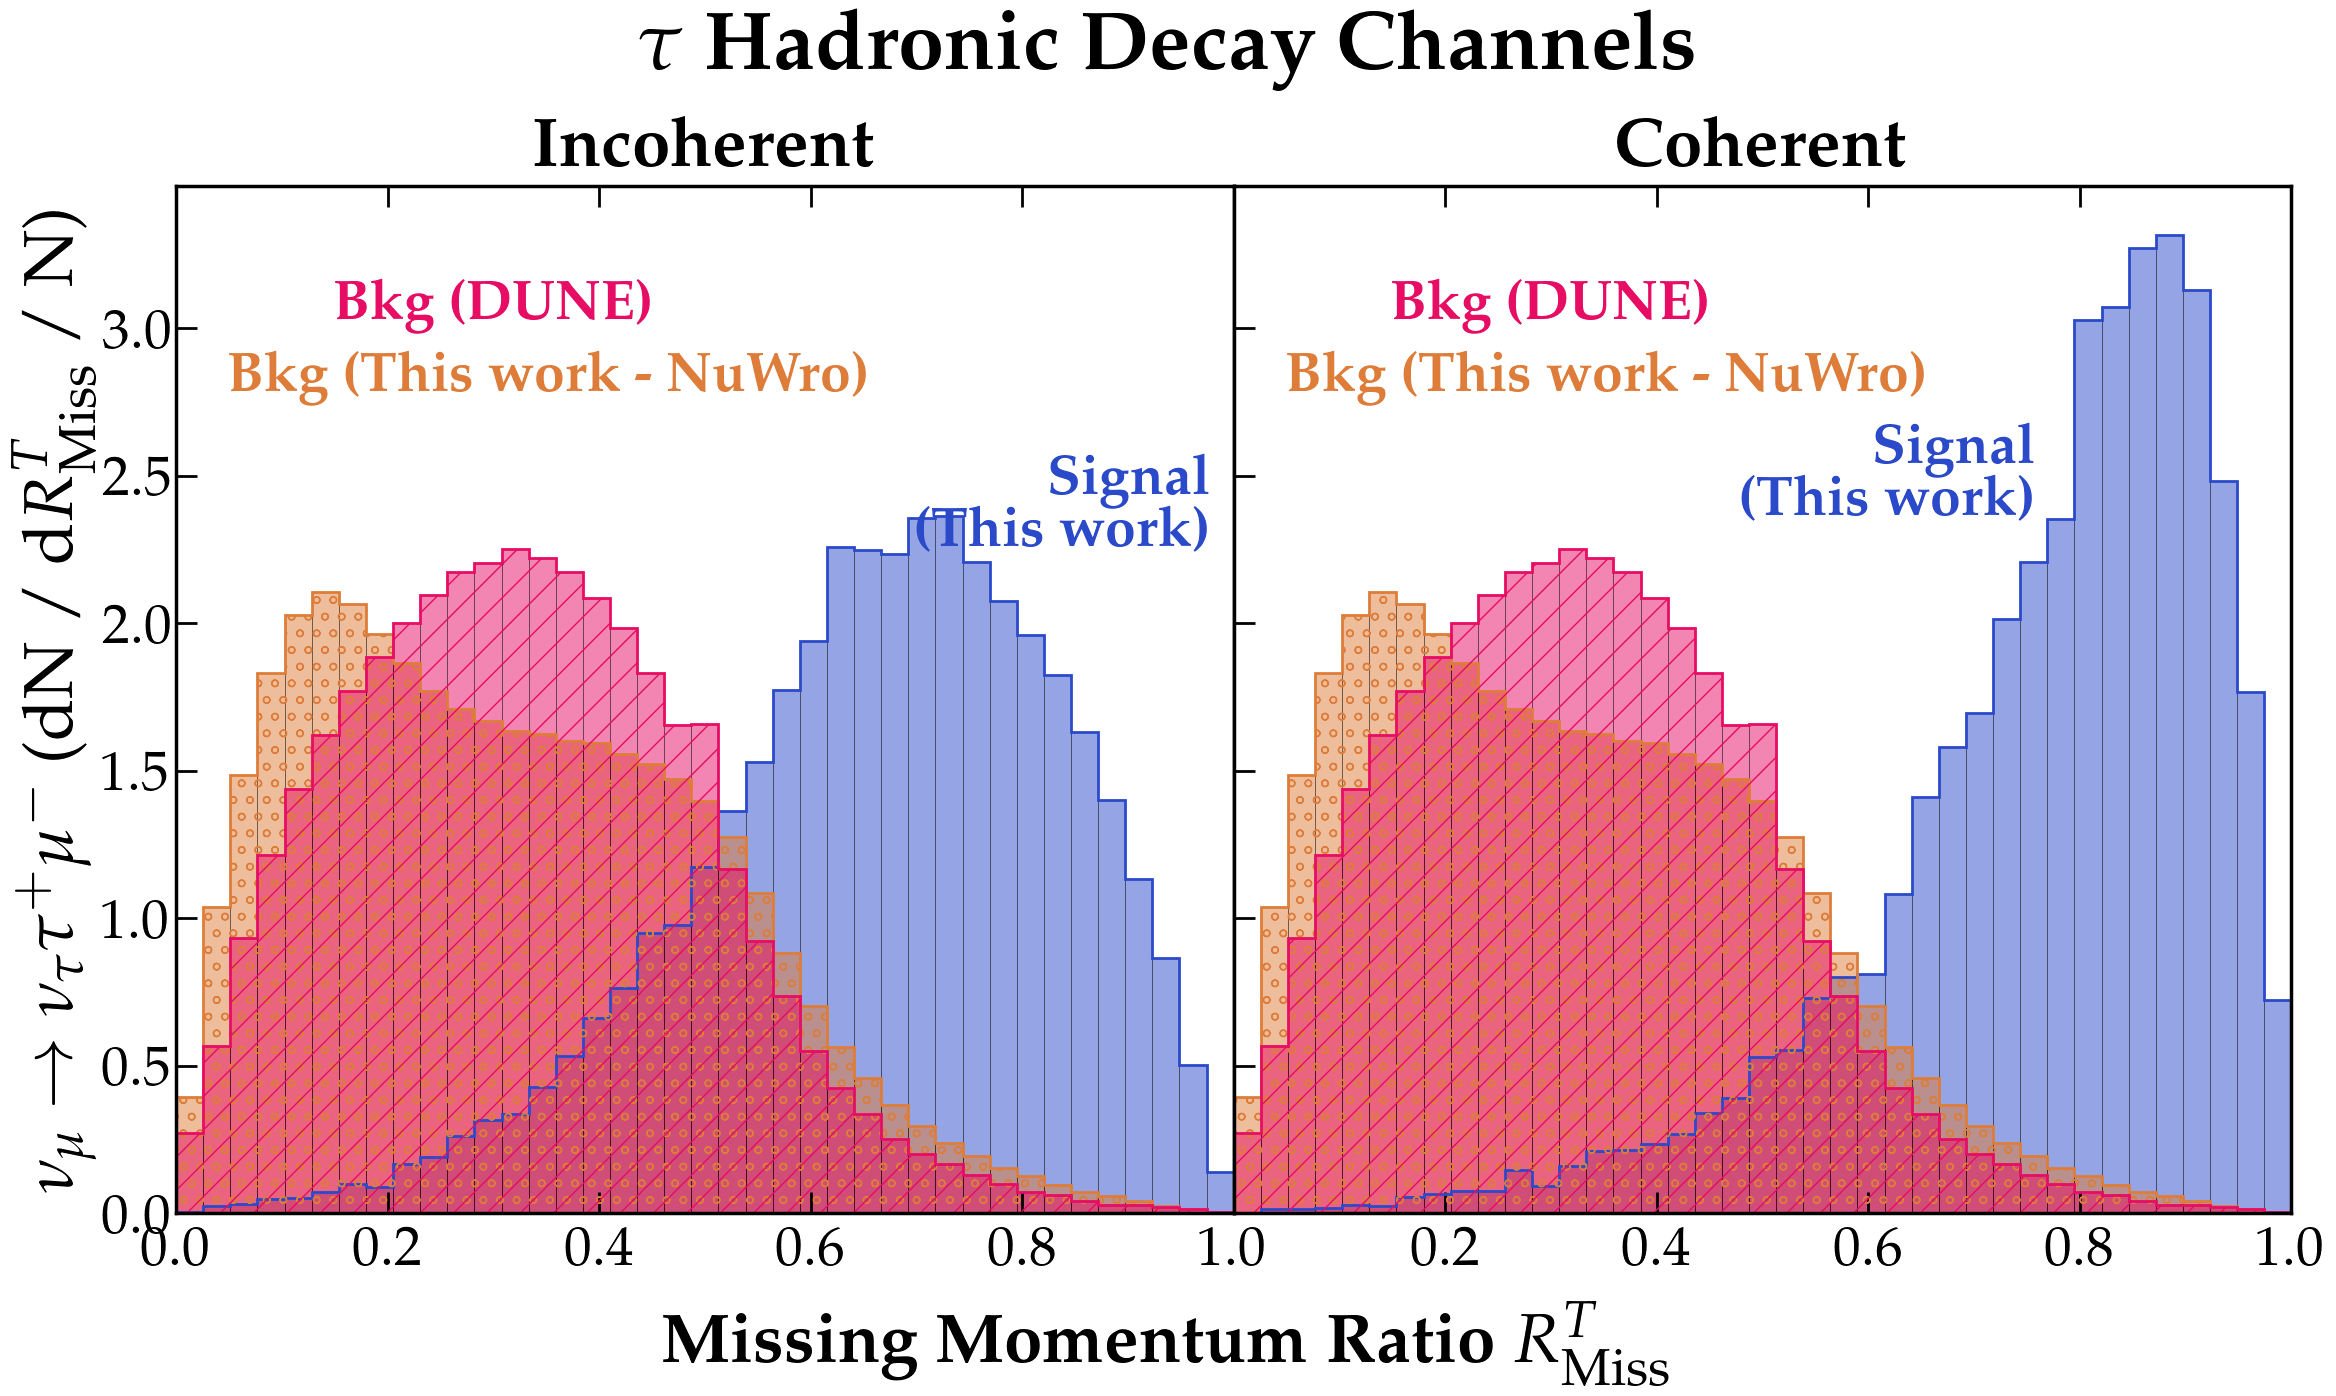 τ Hadronic Decay Channels
Incoherent
Coherent
ν_μ → ν_τ τ⁺ μ⁻ (dN / dR^T_Miss / N)
3.0
2.5
2.0
1.5
1.0
0.5
0.0
Bkg (DUNE)
Bkg (This work - NuWro)
Signal
(This work)
Bkg (DUNE)
Bkg (This work - NuWro)
Signal
(This work)
0.0 0.2 0.4 0.6 0.8 1.0 0.2 0.4 0.6 0.8 1.0
Missing Momentum Ratio R^T_Miss